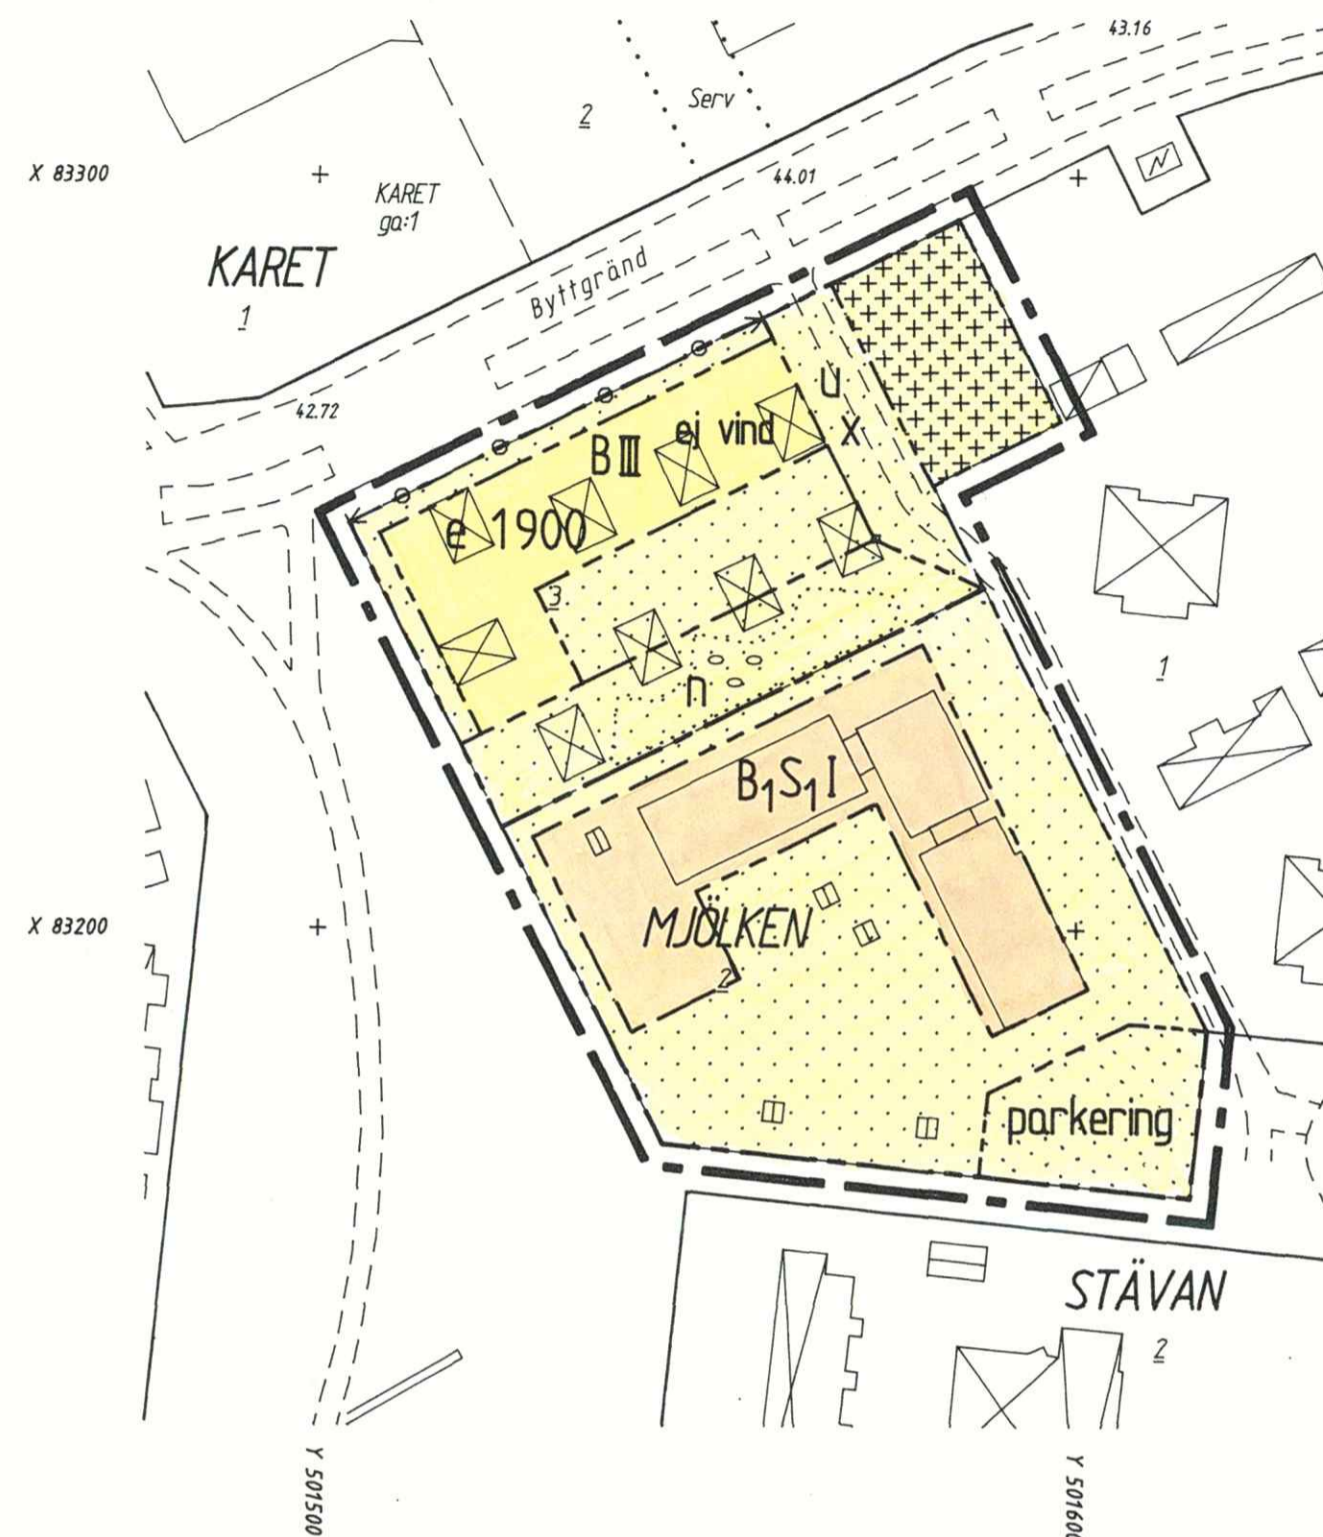 43.16
Serv
2
X 83300
44.01
KARET
ga:1
KARET
1
Byttgränd
42.72
u
ej vind
x
B III
e 1900
3
1
n
B1S1I
X 83200
MJÖLKEN
2
parkering
STÄVAN
2
Y 501500
Y 501600